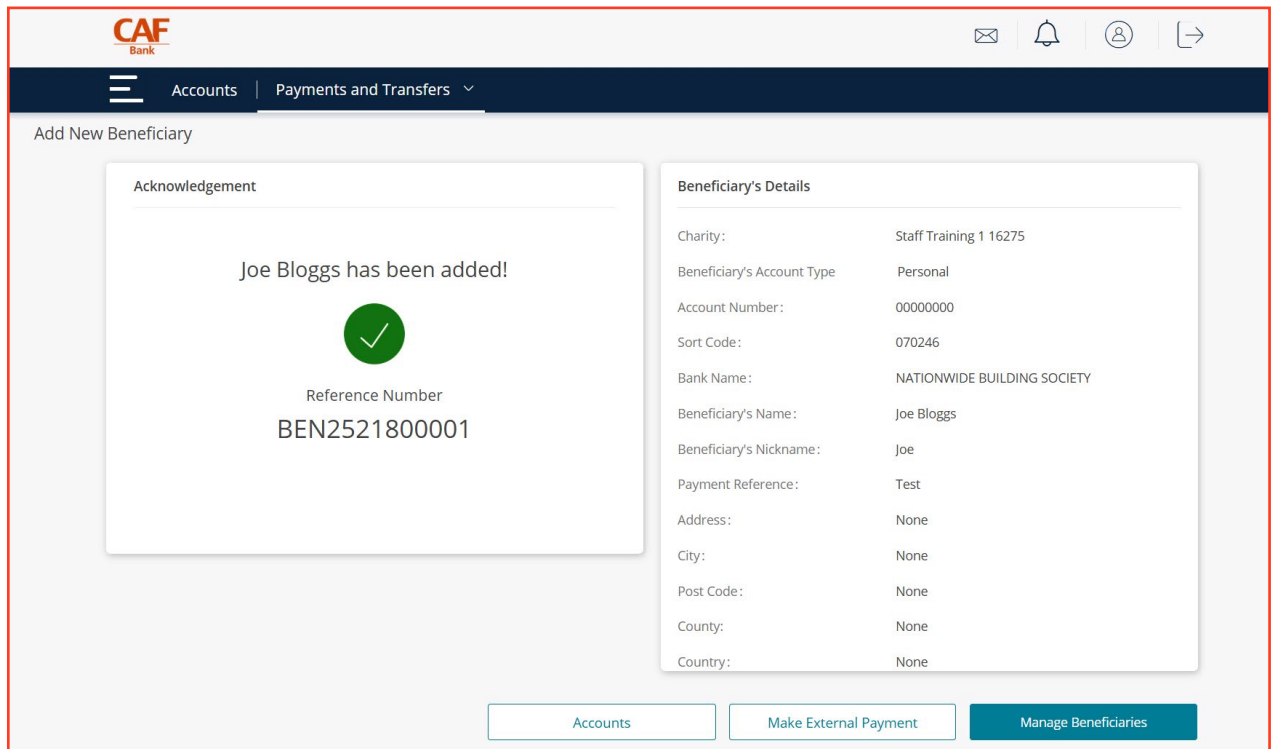 CAF
Bank
Accounts Payments and Transfers
Add New Beneficiary
Acknowledgement
Joe Bloggs has been added!
Reference Number
BEN2521800001
Beneficiary's Details
Charity: Staff Training 1 16275
Beneficiary's Account Type Personal
Account Number: 00000000
Sort Code: 070246
Bank Name: NATIONWIDE BUILDING SOCIETY
Beneficiary's Name: Joe Bloggs
Beneficiary's Nickname: Joe
Payment Reference: Test
Address: None
City: None
Post Code: None
County: None
Country: None
Accounts Make External Payment Manage Beneficiaries